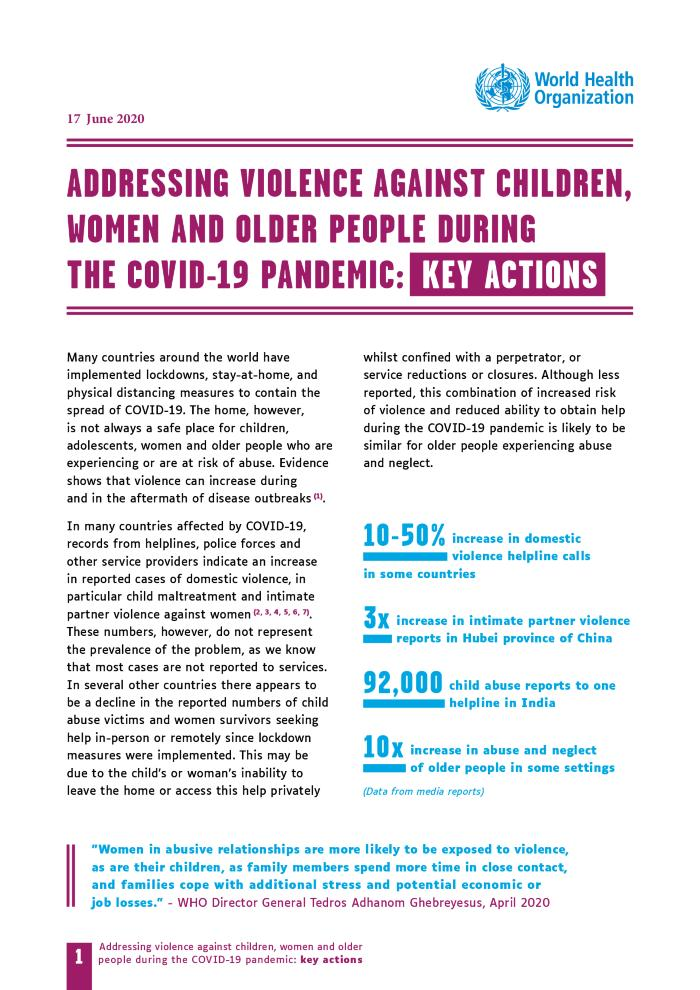 World Health
Organization
17 June 2020
ADDRESSING VIOLENCE AGAINST CHILDREN,
WOMEN AND OLDER PEOPLE DURING
THE COVID-19 PANDEMIC: KEY ACTIONS
Many countries around the world have
implemented lockdowns, stay-at-home, and
physical distancing measures to contain the
spread of COVID-19. The home, however,
is not always a safe place for children,
adolescents, women and older people who are
experiencing or are at risk of abuse. Evidence
shows that violence can increase during
and in the aftermath of disease outbreaks (1).
In many countries affected by COVID-19,
records from helplines, police forces and
other service providers indicate an increase
in reported cases of domestic violence, in
particular child maltreatment and intimate
partner violence against women (2, 3, 4, 5, 6, 7).
These numbers, however, do not represent
the prevalence of the problem, as we know
that most cases are not reported to services.
In several other countries there appears to
be a decline in the reported numbers of child
abuse victims and women survivors seeking
help in-person or remotely since lockdown
measures were implemented. This may be
due to the child's or woman's inability to
leave the home or access this help privately
whilst confined with a perpetrator, or
service reductions or closures. Although less
reported, this combination of increased risk
of violence and reduced ability to obtain help
during the COVID-19 pandemic is likely to be
similar for older people experiencing abuse
and neglect.
10-50% increase in domestic
violence helpline calls
in some countries
3x increase in intimate partner violence
reports in Hubei province of China
92,000 child abuse reports to one
helpline in India
10x increase in abuse and neglect
of older people in some settings
(Data from media reports)
"Women in abusive relationships are more likely to be exposed to violence,
as are their children, as family members spend more time in close contact,
and families cope with additional stress and potential economic or
job losses." - WHO Director General Tedros Adhanom Ghebreyesus, April 2020
1 Addressing violence against children, women and older
people during the COVID-19 pandemic: key actions